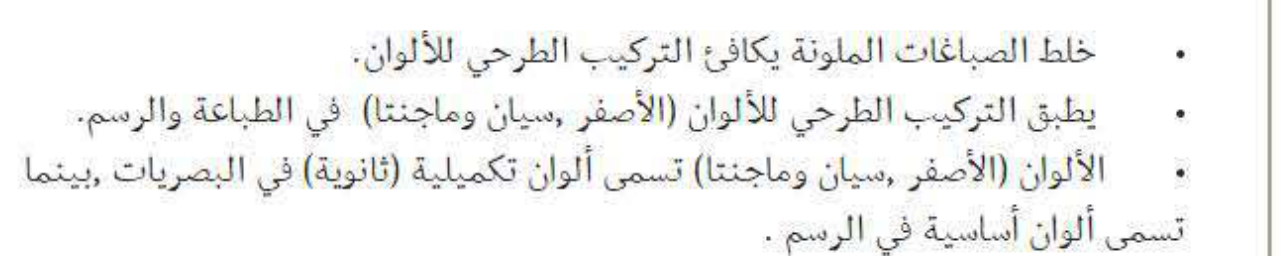 • خلط الصباغات الملونة يكافئ التركيب الطرحي للألوان.
• يطبق التركيب الطرحي للألوان (الأصفر ,سيان وماجنتا) في الطباعة والرسم.
• الألوان (الأصفر ,سيان وماجنتا) تسمى ألوان تكميلية (ثانوية) في البصريات ,بينما
تسمى ألوان أساسية في الرسم .